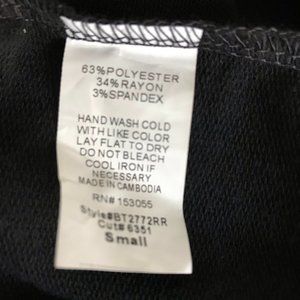 63%POLYESTER
34%RAYON
3%SPANDEX
HAND WASH COLD
WITH LIKE COLOR
LAY FLAT TO DRY
DO NOT BLEACH
COOL IRON IF
NECESSARY
MADE IN CAMBODIA
RN# 153055
Style#BT2772RR
Cut# 6351
Small